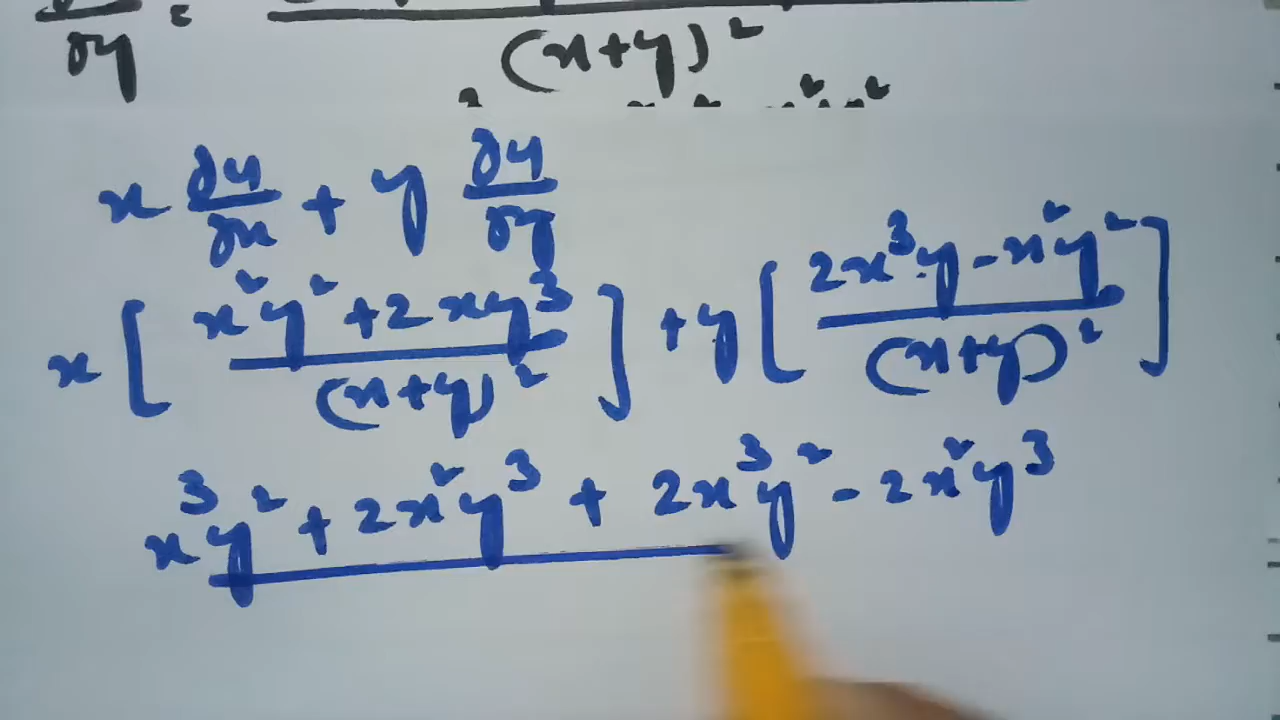 ∂y = (x+y)²
x ∂u/∂x + y ∂u/∂y
x [ (x²y² + 2xy³)/(x+y)² ] + y [ (2x³y - x²y²)/(x+y)² ]
x³y² + 2x²y³ + 2x³y² - 2x²y³